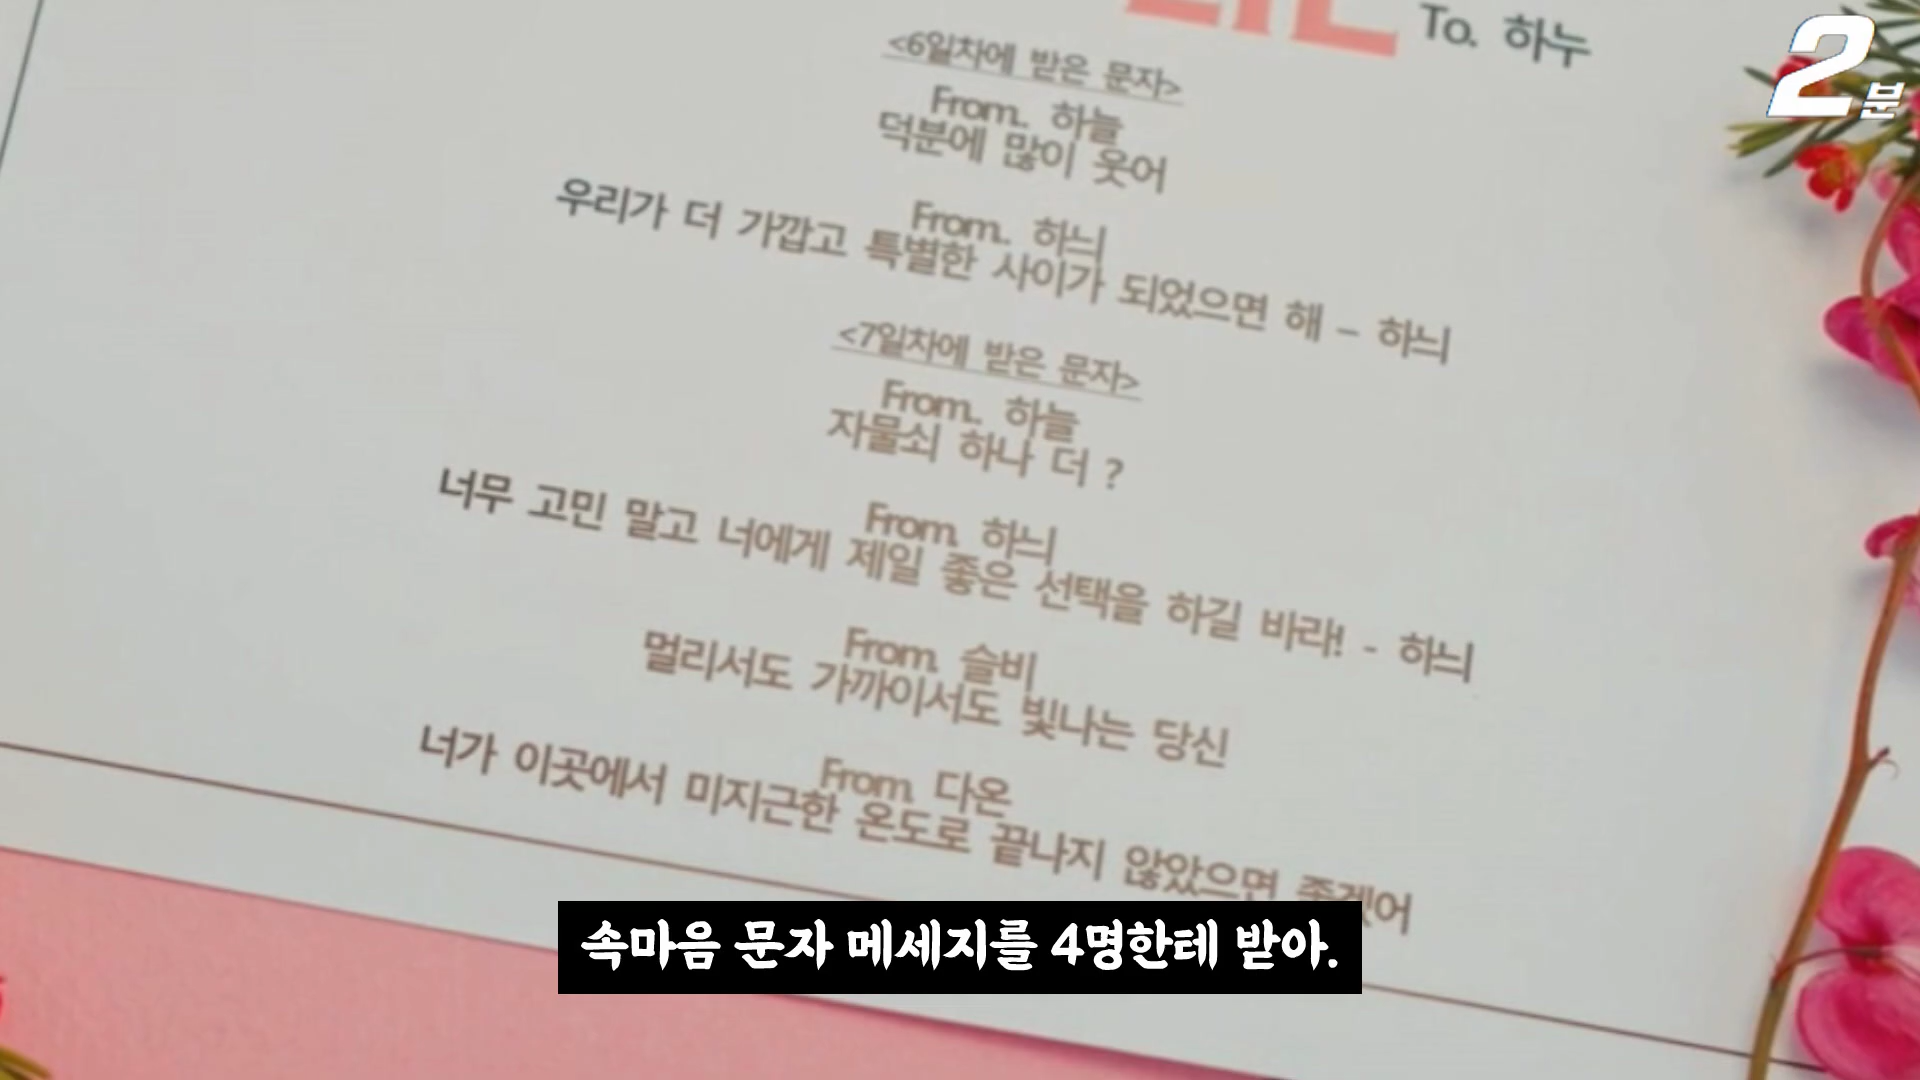 To. 하누
2분
<6일차에 받은 문자>
From. 하늘
덕분에 많이 웃어
From. 하늬
우리가 더 가깝고 특별한 사이가 되었으면 해 – 하늬
<7일차에 받은 문자>
From. 하늘
자물쇠 하나 더 ?
From. 하늬
너무 고민 말고 너에게 제일 좋은 선택을 하길 바라! - 하늬
From. 슬비
멀리서도 가까이서도 빛나는 당신
From. 다온
너가 이곳에서 미지근한 온도로 끝나지 않았으면 좋겠어
속마음 문자 메세지를 4명한테 받아.